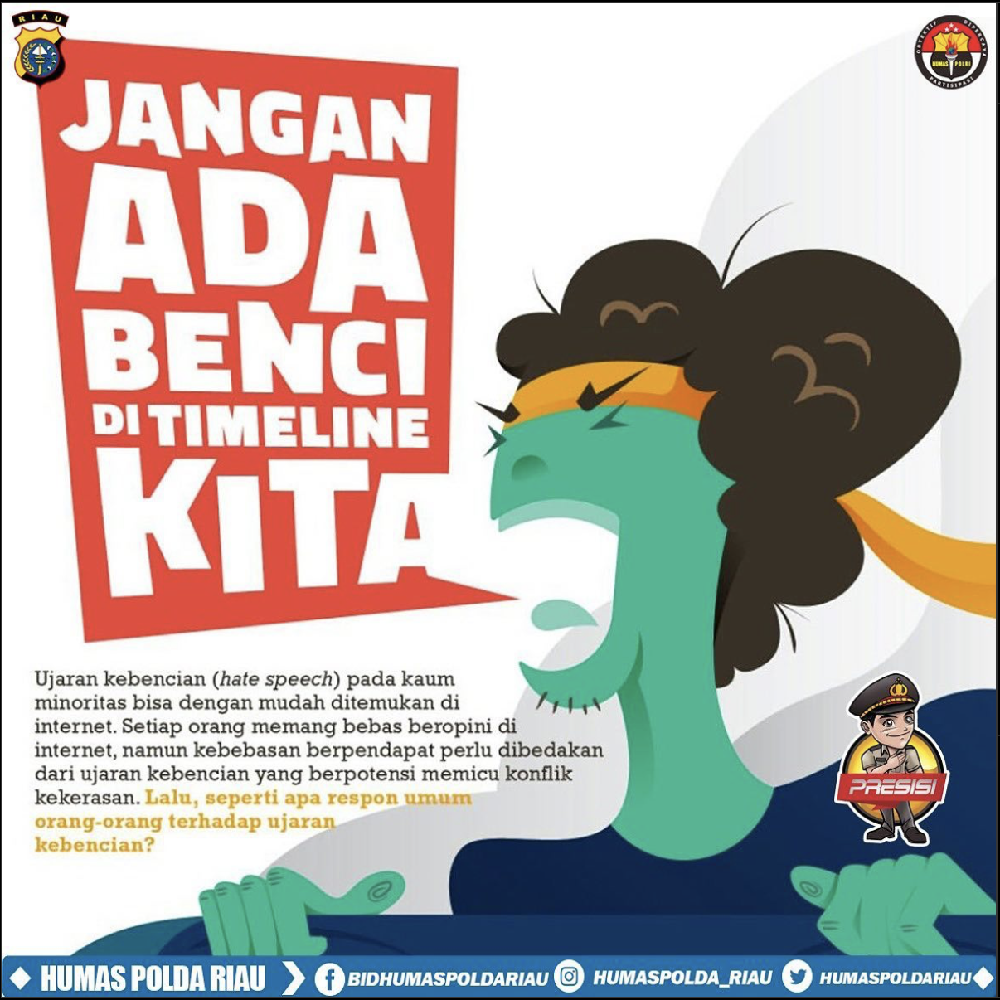 RIAU
OBYEKTIF DIPERCAYA
HUMAS POLRI
PARTISIPASI
JANGAN
ADA
BENCI
DI TIMELINE
KITA
Ujaran kebencian (hate speech) pada kaum
minoritas bisa dengan mudah ditemukan di
internet. Setiap orang memang bebas beropini di
internet, namun kebebasan berpendapat perlu dibedakan
dari ujaran kebencian yang berpotensi memicu konflik
kekerasan. Lalu, seperti apa respon umum
orang-orang terhadap ujaran
kebencian?
PRESISI
HUMAS POLDA RIAU BIDHUMASPOLDARIAU HUMASPOLDA_RIAU HUMASPOLDARIAU